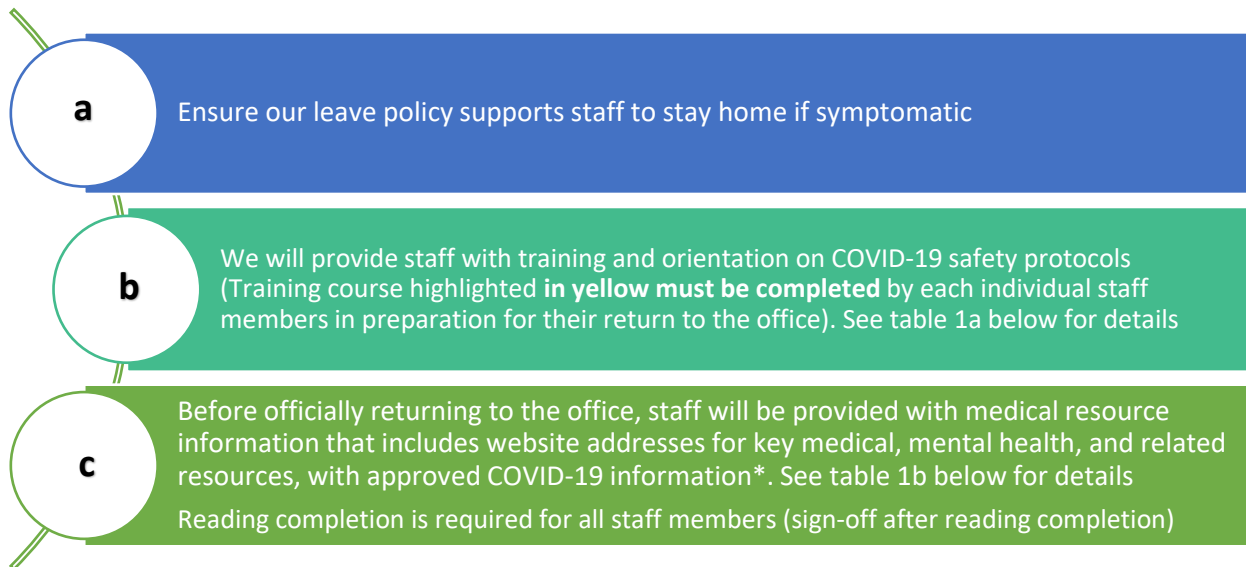 a
Ensure our leave policy supports staff to stay home if symptomatic
b
We will provide staff with training and orientation on COVID-19 safety protocols
(Training course highlighted in yellow must be completed by each individual staff
members in preparation for their return to the office). See table 1a below for details
c
Before officially returning to the office, staff will be provided with medical resource
information that includes website addresses for key medical, mental health, and related
resources, with approved COVID-19 information*. See table 1b below for details
Reading completion is required for all staff members (sign-off after reading completion)